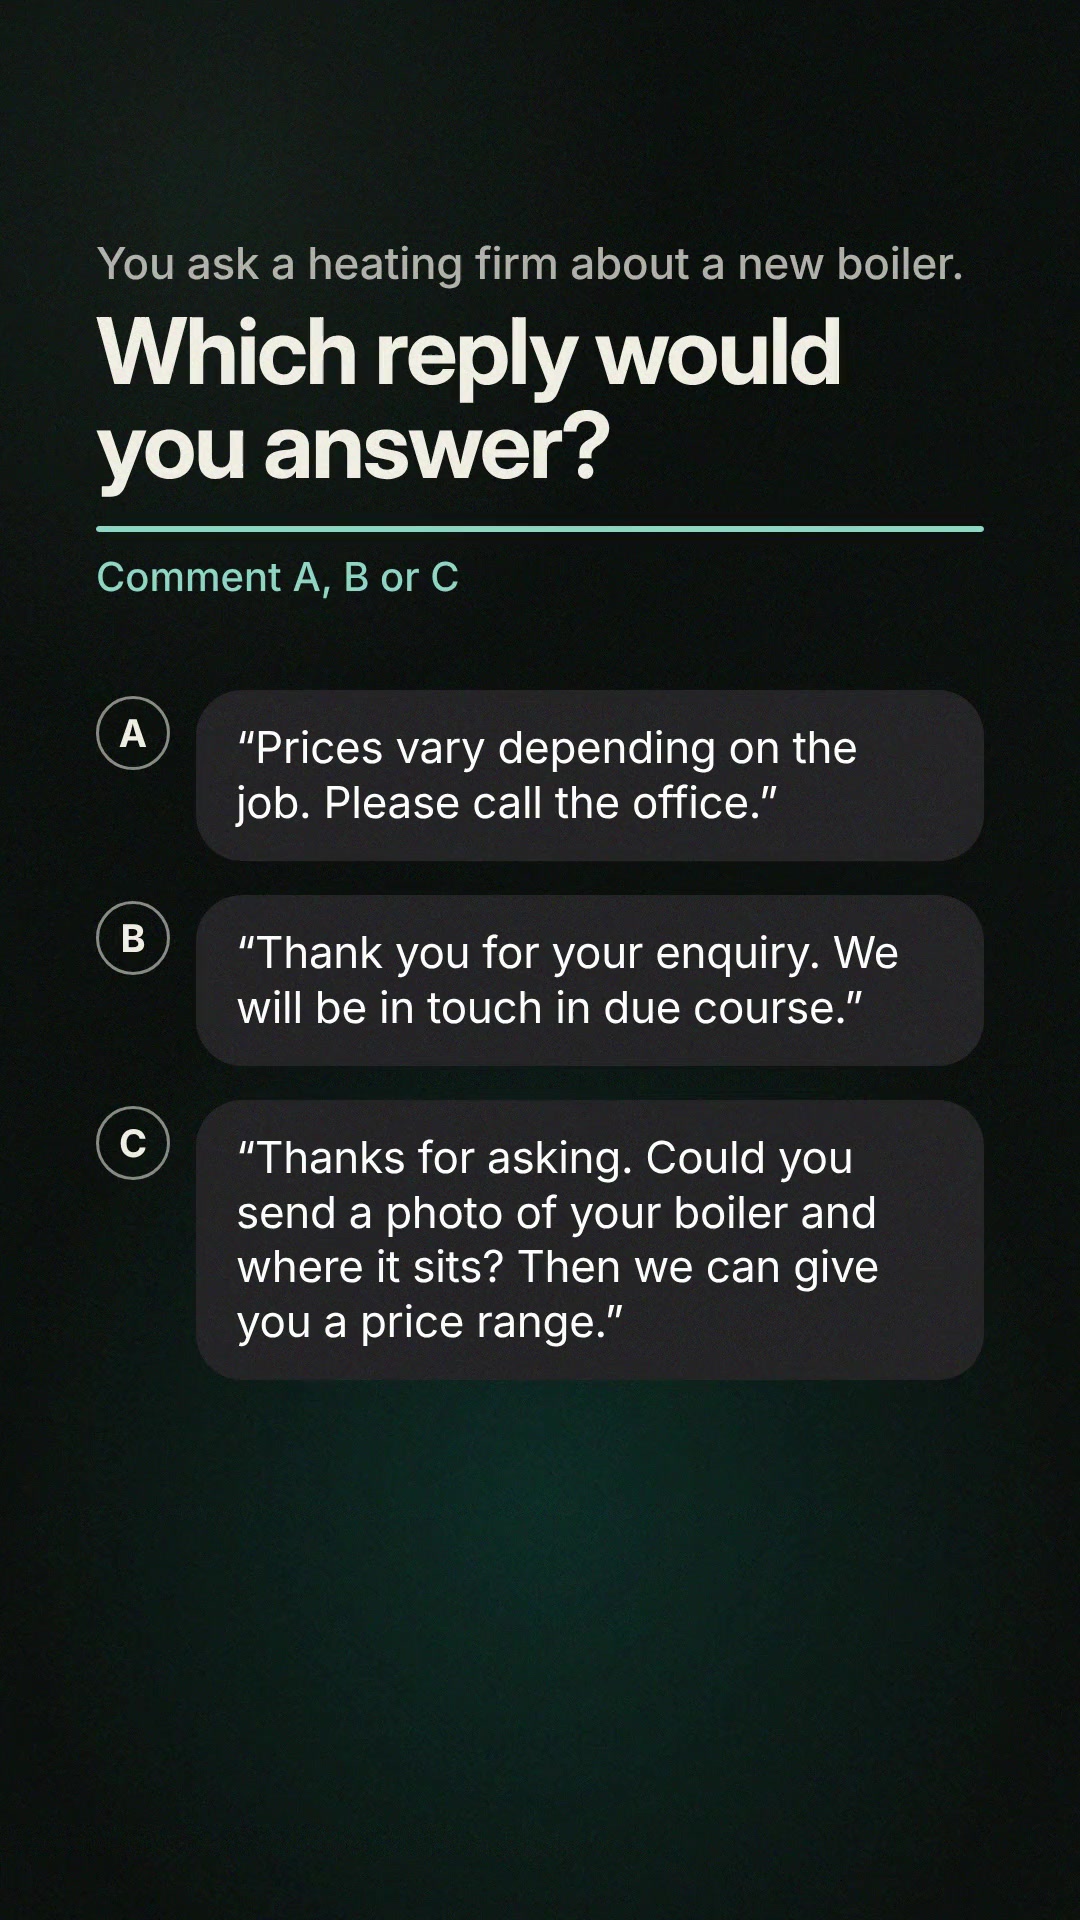 You ask a heating firm about a new boiler.
Which reply would
you answer?
Comment A, B or C
A
“Prices vary depending on the
job. Please call the office.”
B
“Thank you for your enquiry. We
will be in touch in due course.”
C
“Thanks for asking. Could you
send a photo of your boiler and
where it sits? Then we can give
you a price range.”